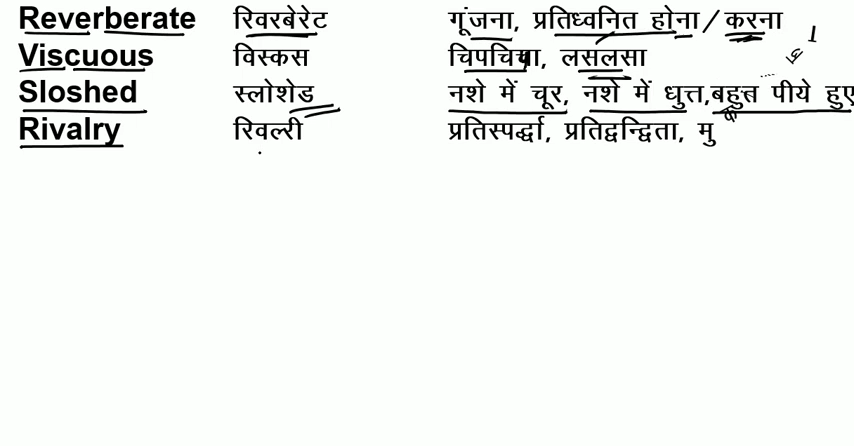 Reverberate रिवरबेरेट गूंजना, प्रतिध्वनित होना/करना
Viscuous विस्कस चिपचिपा, लसलसा
Sloshed स्लोशेड नशे में चूर, नशे में धुत्त,बहुत पीये हुए
Rivalry रिवल्री प्रतिस्पर्द्धा, प्रतिद्वन्द्विता, मु